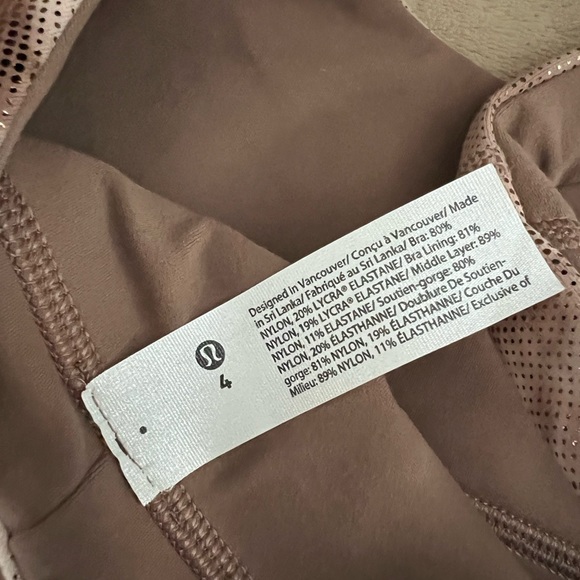 4
Designed in Vancouver/ Conçu à Vancouver/ Made
in Sri Lanka/ Fabriqué au Sri Lanka/ Bra: 80%
NYLON, 20% LYCRA® ELASTANE/ Bra Lining: 81%
NYLON, 19% LYCRA® ELASTANE/ Middle Layer: 89%
NYLON, 11% ELASTANE/ Soutien-gorge: 80%
NYLON, 20% ÉLASTHANNE/ Doublure De Soutien-
gorge: 81% NYLON, 19% ÉLASTHANNE/ Couche Du
Milieu: 89% NYLON, 11% ÉLASTHANNE/ Exclusive of